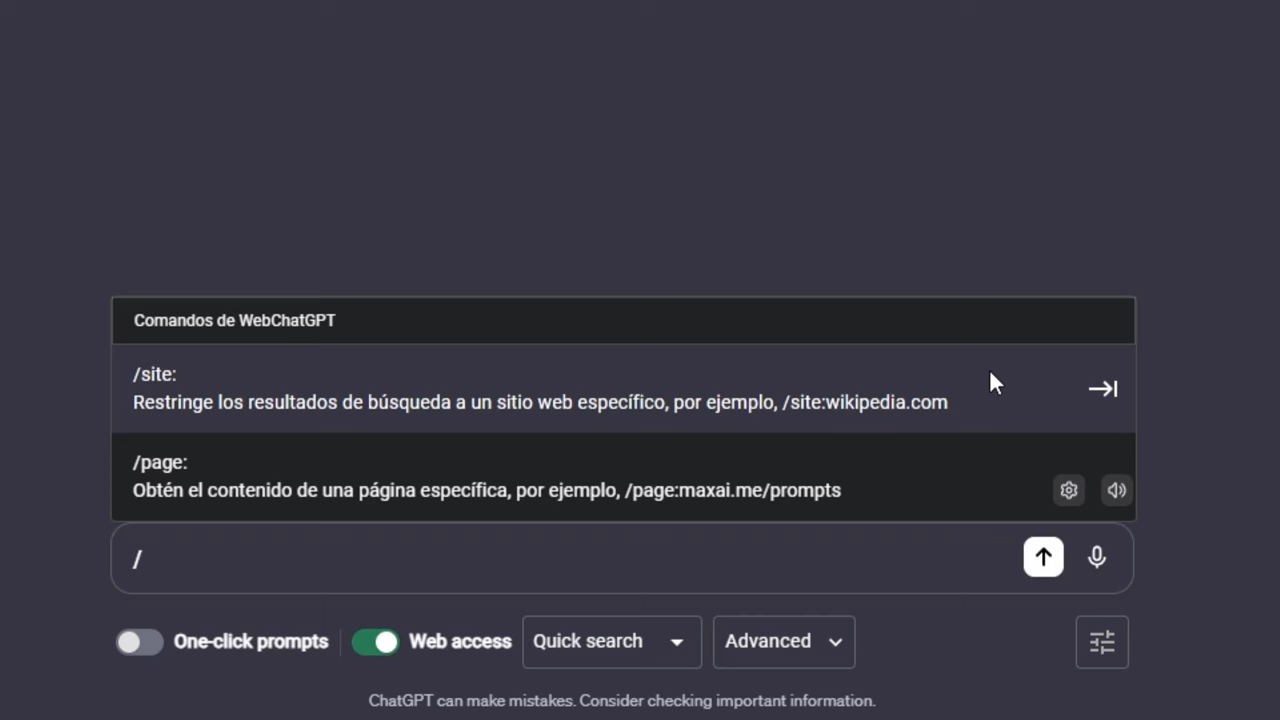 Comandos de WebChatGPT
/site:
Restringe los resultados de búsqueda a un sitio web específico, por ejemplo, /site:wikipedia.com
/page:
Obtén el contenido de una página específica, por ejemplo, /page:maxai.me/prompts
/
One-click prompts Web access Quick search Advanced
ChatGPT can make mistakes. Consider checking important information.